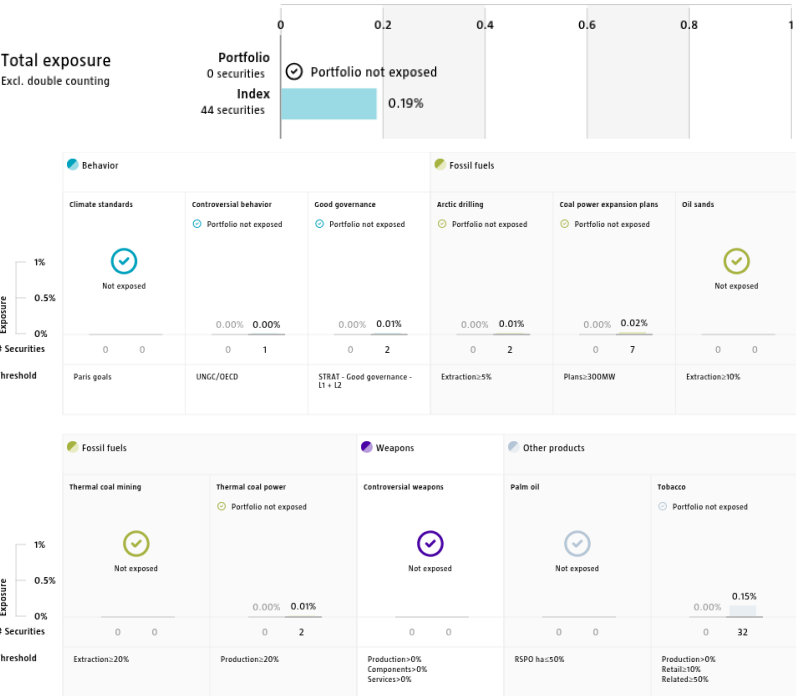 0 0.2 0.4 0.6 0.8 1
Total exposure
Excl. double counting
Portfolio
0 securities
Portfolio not exposed
Index
44 securities
0.19%
Behavior
Fossil fuels
Climate standards
Controversial behavior
Good governance
Arctic drilling
Coal power expansion plans
Oil sands
Portfolio not exposed
Portfolio not exposed
Portfolio not exposed
Portfolio not exposed
1%
0.5%
0%
Exposure
Not exposed
Not exposed
0.00% 0.00%
0.00% 0.01%
0.00% 0.01%
0.00% 0.02%
# Securities
0 0
0 1
0 2
0 2
0 7
0 0
hreshold
Paris goals
UNGC/OECD
STRAT - Good governance -
L1 + L2
Extraction≥5%
Plans≥300MW
Extraction≥10%
Fossil fuels
Weapons
Other products
Thermal coal mining
Thermal coal power
Controversial weapons
Palm oil
Tobacco
Portfolio not exposed
Portfolio not exposed
1%
0.5%
0%
Exposure
Not exposed
Not exposed
Not exposed
0.00% 0.01%
0.00% 0.15%
# Securities
0 0
0 2
0 0
0 0
0 32
hreshold
Extraction≥20%
Production≥20%
Production>0%
Components>0%
Services>0%
RSPO ha≤50%
Production>0%
Retail≥10%
Related≥50%